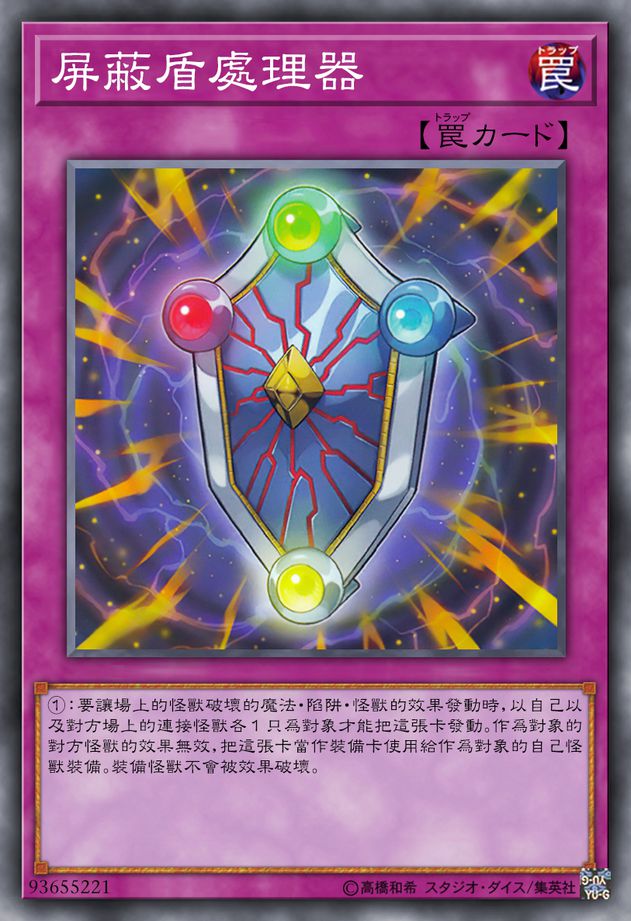 屏蔽盾處理器
トラップ
罠
トラップ
【罠カード】
①：要讓場上的怪獸破壞的魔法·陷阱·怪獸的效果發動時，以自己以
及對方場上的連接怪獸各１只為對象才能把這張卡發動。作為對象的
對方怪獸的效果無效，把這張卡當作裝備卡使用給作為對象的自己怪
獸裝備。裝備怪獸不會被效果破壞。
93655221
©高橋和希 スタジオ・ダイス/集英社